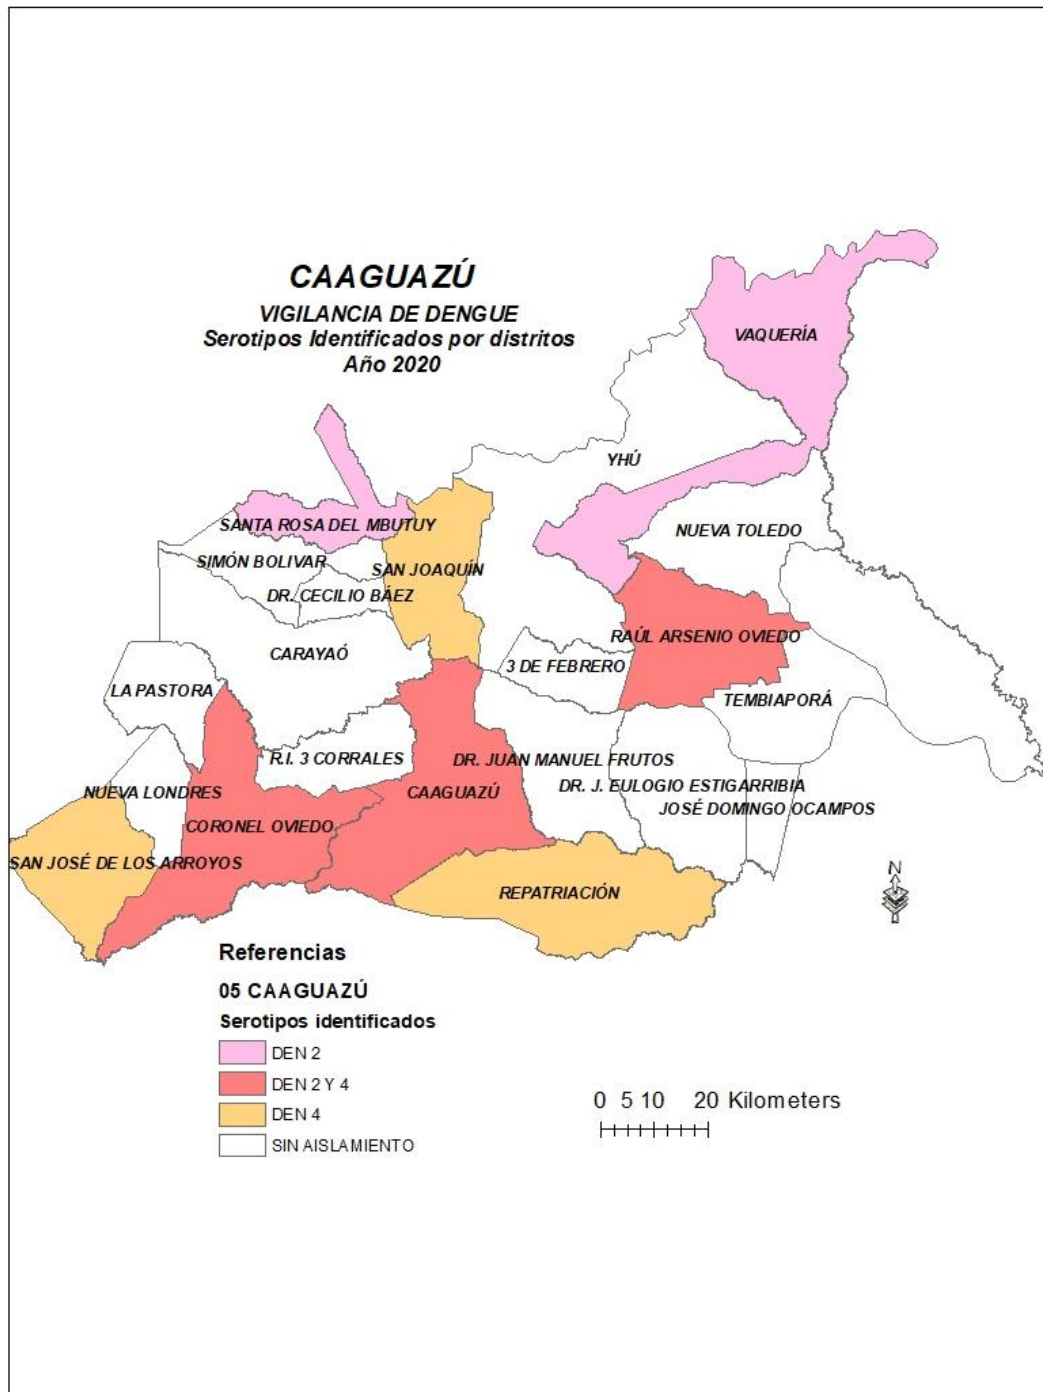 CAAGUAZÚ
VIGILANCIA DE DENGUE
Serotipos Identificados por distritos
Año 2020
VAQUERÍA
YHÚ
SANTA ROSA DEL MBUTUY
NUEVA TOLEDO
SIMÓN BOLIVAR
SAN JOAQUÍN
DR. CECILIO BÁEZ
RAÚL ARSENIO OVIEDO
CARAYAÓ
3 DE FEBRERO
LA PASTORA
TEMBIAPORÁ
R.I. 3 CORRALES
DR. JUAN MANUEL FRUTOS
NUEVA LONDRES
CAAGUAZÚ
DR. J. EULOGIO ESTIGARRIBIA
JOSÉ DOMINGO OCAMPOS
CORONEL OVIEDO
SAN JOSÉ DE LOS ARROYOS
REPATRIACIÓN
N
Referencias
05 CAAGUAZÚ
Serotipos identificados
DEN 2
DEN 2 Y 4
DEN 4
SIN AISLAMIENTO
0 5 10 20 Kilometers